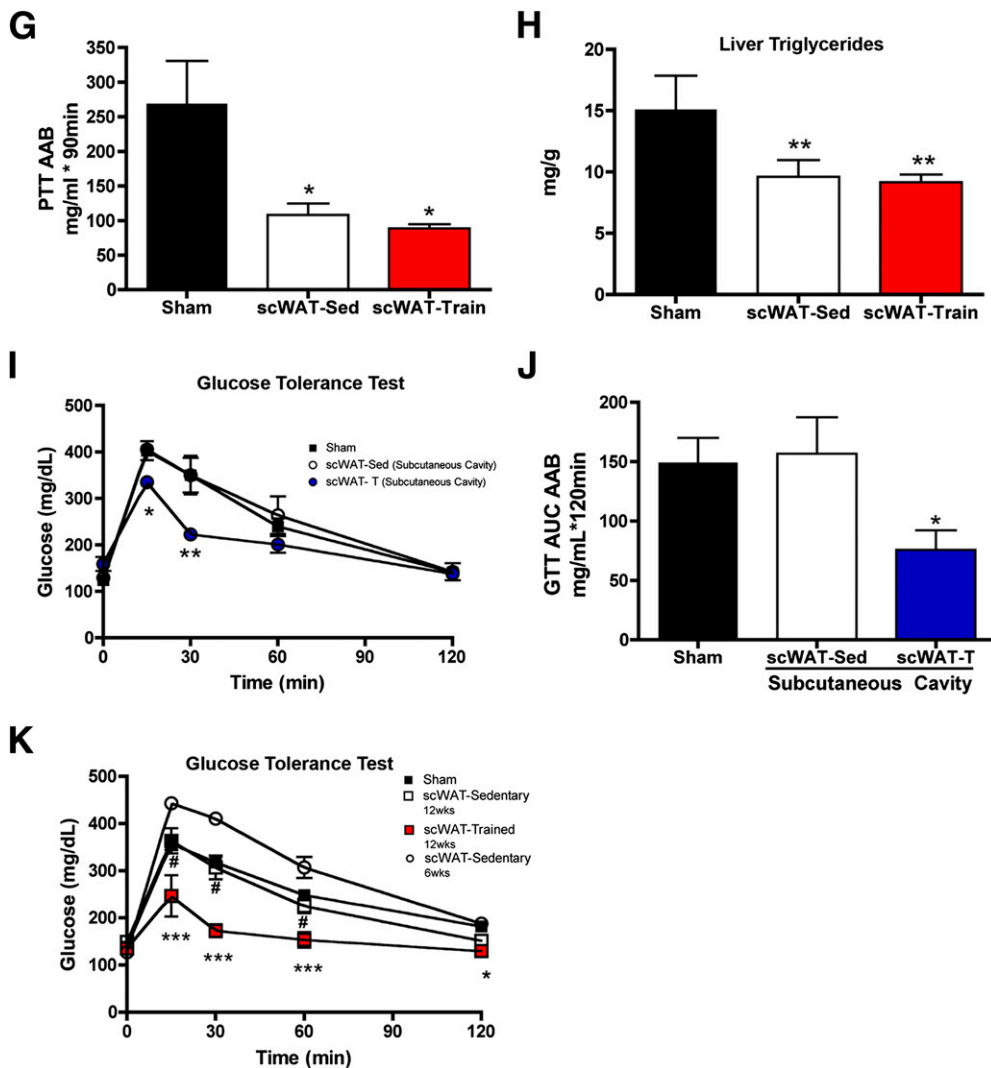 G
PTT AAB
mg/ml * 90min
350
300
250
200
150
100
50
0
*
*
Sham
scWAT-Sed
scWAT-Train
H
Liver Triglycerides
mg/g
20
15
10
5
0
**
**
Sham
scWAT-Sed
scWAT-Train
I
Glucose Tolerance Test
Glucose (mg/dL)
500
400
300
200
100
0
Sham
scWAT-Sed (Subcutaneous Cavity)
scWAT- T (Subcutaneous Cavity)
*
**
0
30
60
90
120
Time (min)
J
GTT AUC AAB
mg/mL*120min
200
150
100
50
0
*
Sham
scWAT-Sed
scWAT-T
Subcutaneous Cavity
K
Glucose Tolerance Test
Glucose (mg/dL)
500
400
300
200
100
0
Sham
scWAT-Sedentary
12wks
scWAT-Trained
12wks
scWAT-Sedentary
6wks
#
#
#
***
***
***
*
0
30
60
90
120
Time (min)